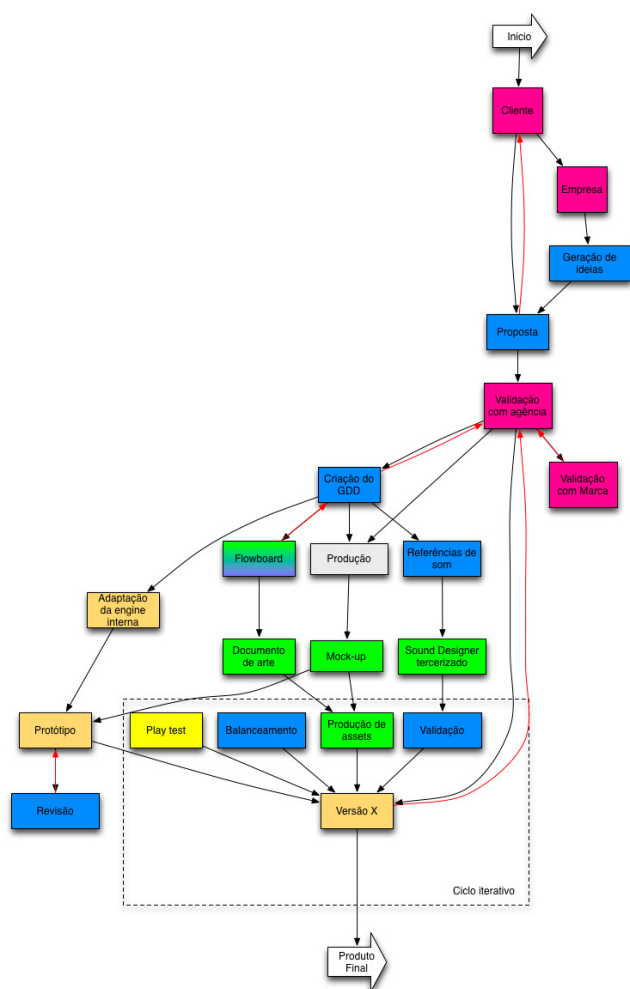 Inicio
Cliente
Empresa
Geração de
ideias
Proposta
Validação
com agência
Validação
com Marca
Criação do
GDD
Flowboard
Produção
Referências de
som
Adaptação
da engine
interna
Documento
de arte
Mock-up
Sound Designer
tercerizado
Protótipo
Play test
Balanceamento
Produção de
assets
Validação
Revisão
Versão X
Ciclo iterativo
Produto
Final